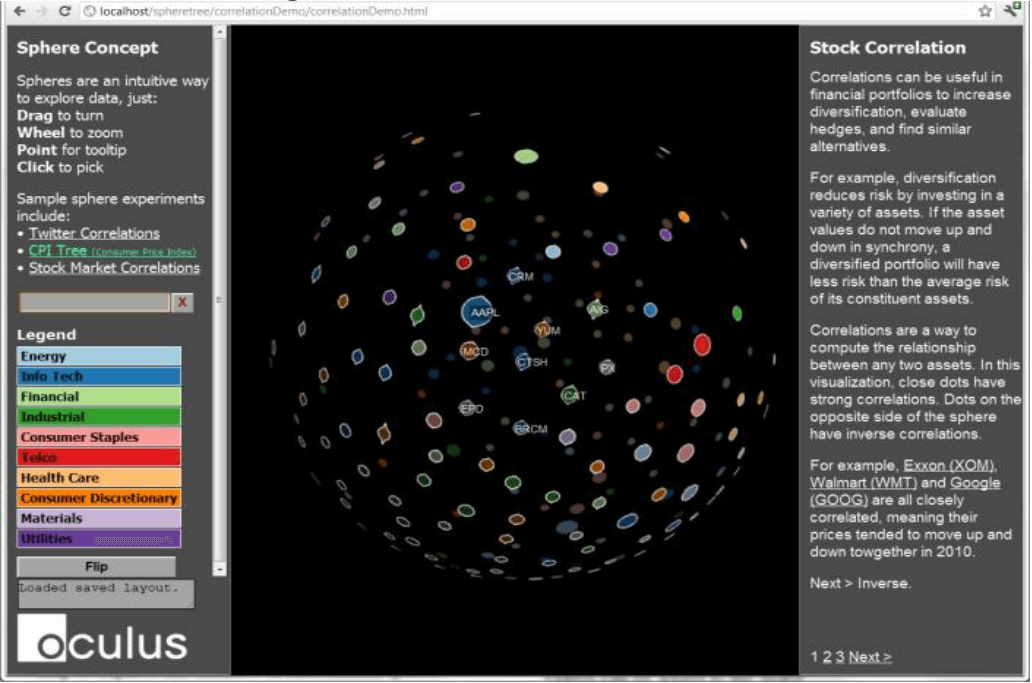 localhost/spheretree/correlationDemo/correlationDemo.html
Sphere Concept
Spheres are an intuitive way
to explore data, just:
Drag to turn
Wheel to zoom
Point for tooltip
Click to pick
Sample sphere experiments
include:
• Twitter Correlations
• CPI Tree (Consumer Price Index)
• Stock Market Correlations
X
Legend
Energy
Info Tech
Financial
Industrial
Consumer Staples
Telco
Health Care
Consumer Discretionary
Materials
Utilities
Flip
Loaded saved layout.
oculus
CRM
AAPL
AIG
YUM
MCD
CTSH
PX
CAT
EPD
BRCM
Stock Correlation
Correlations can be useful in
financial portfolios to increase
diversification, evaluate
hedges, and find similar
alternatives.
For example, diversification
reduces risk by investing in a
variety of assets. If the asset
values do not move up and
down in synchrony, a
diversified portfolio will have
less risk than the average risk
of its constituent assets.
Correlations are a way to
compute the relationship
between any two assets. In this
visualization, close dots have
strong correlations. Dots on the
opposite side of the sphere
have inverse correlations.
For example, Exxon (XOM),
Walmart (WMT) and Google
(GOOG) are all closely
correlated, meaning their
prices tended to move up and
down towgether in 2010.
Next > Inverse.
1 2 3 Next >